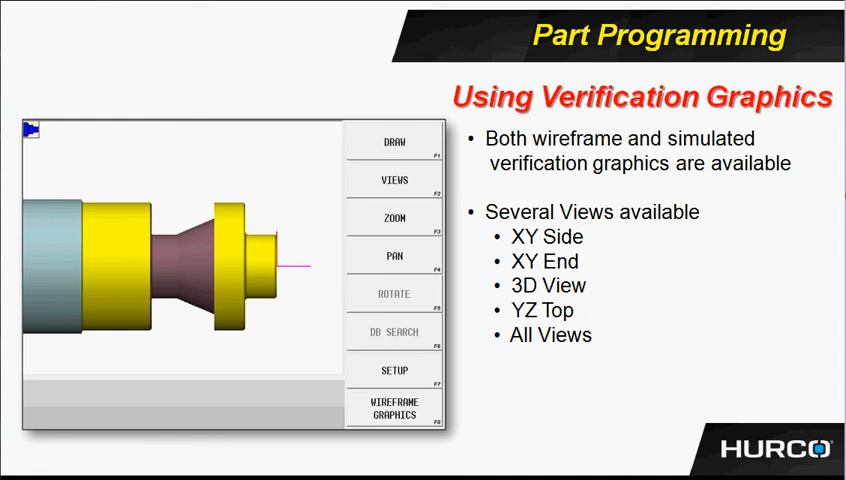 Part Programming
Using Verification Graphics
• Both wireframe and simulated
verification graphics are available
• Several Views available
• XY Side
• XY End
• 3D View
• YZ Top
• All Views
DRAW
F1
VIEWS
F2
ZOOM
F3
PAN
F4
ROTATE
F5
DB SEARCH
F6
SETUP
F7
WIREFRAME
GRAPHICS
F8
HURCO